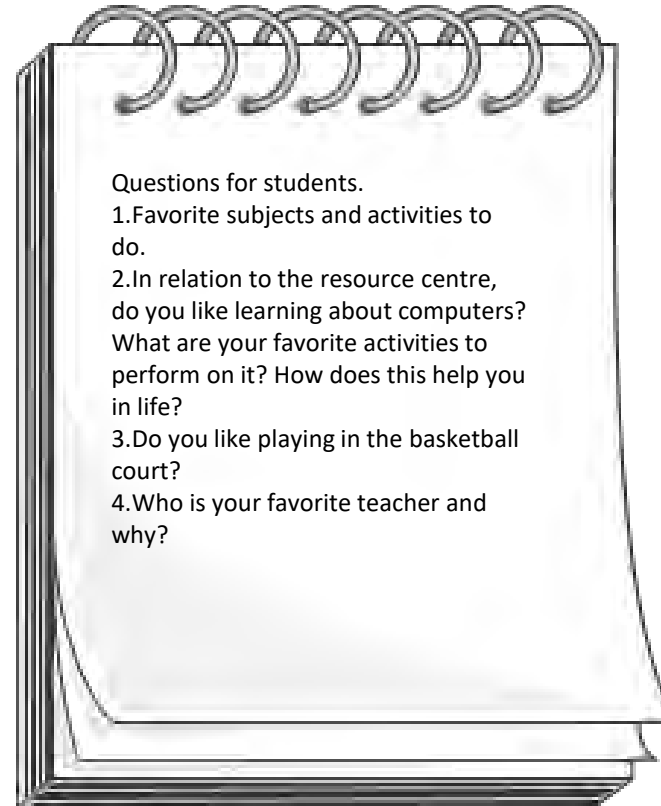 Questions for students.
1.Favorite subjects and activities to
do.
2.In relation to the resource centre,
do you like learning about computers?
What are your favorite activities to
perform on it? How does this help you
in life?
3.Do you like playing in the basketball
court?
4.Who is your favorite teacher and
why?